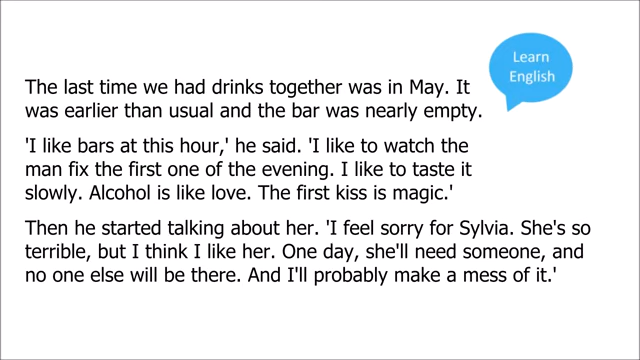 Learn
English
The last time we had drinks together was in May. It
was earlier than usual and the bar was nearly empty.
'I like bars at this hour,' he said. 'I like to watch the
man fix the first one of the evening. I like to taste it
slowly. Alcohol is like love. The first kiss is magic.'
Then he started talking about her. 'I feel sorry for Sylvia. She's so
terrible, but I think I like her. One day, she'll need someone, and
no one else will be there. And I'll probably make a mess of it.'